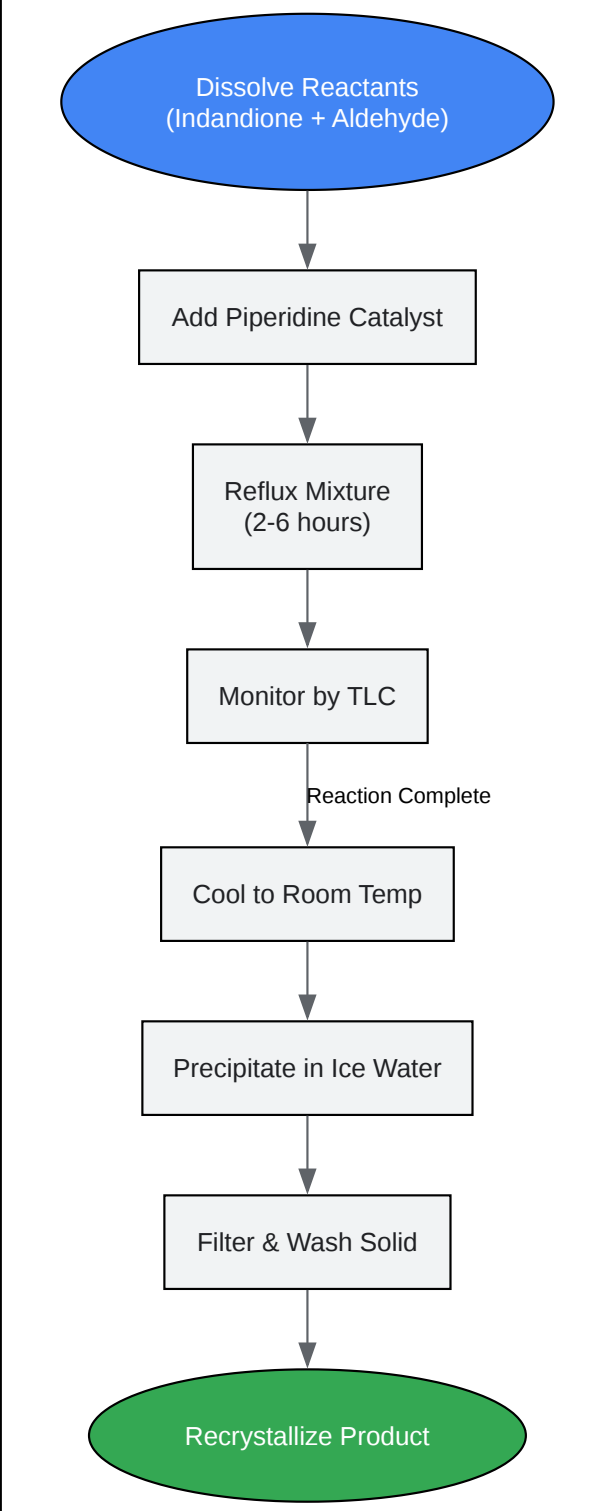 Dissolve Reactants
(Indandione + Aldehyde)
Add Piperidine Catalyst
Reflux Mixture
(2-6 hours)
Monitor by TLC
Reaction Complete
Cool to Room Temp
Precipitate in Ice Water
Filter & Wash Solid
Recrystallize Product